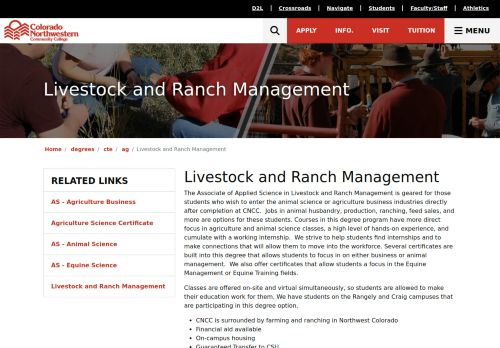 D2L | Crossroads | Navigate | Students | Faculty/Staff | Athletics
Colorado
Northwestern
Community College
APPLY INFO. VISIT TUITION MENU
Livestock and Ranch Management
Home / degrees / cte / ag / Livestock and Ranch Management
RELATED LINKS
AS - Agriculture Business
Agriculture Science Certificate
AS - Animal Science
AS - Equine Science
Livestock and Ranch Management
Livestock and Ranch Management
The Associate of Applied Science in Livestock and Ranch Management is geared for those
students who wish to enter the animal science or agriculture business industries directly
after completion at CNCC. Jobs in animal husbandry, production, ranching, feed sales, and
more are options for these students. Courses in this degree program have more direct
focus in agriculture and animal science classes, a high level of hands-on experience, and
cumulate with a working internship. We strive to help students find internships and to
make connections that will allow them to move into the workforce. Several certificates are
built into this degree that allows students to focus in on either business or animal
management. We also offer certificates that allow students a focus in the Equine
Management or Equine Training fields.
Classes are offered on-site and virtual simultaneously, so students are allowed to make
their education work for them. We have students on the Rangely and Craig campuses that
are participating in this degree option.
• CNCC is surrounded by farming and ranching in Northwest Colorado
• Financial aid available
• On-campus housing
• Guaranteed Transfer to CSU